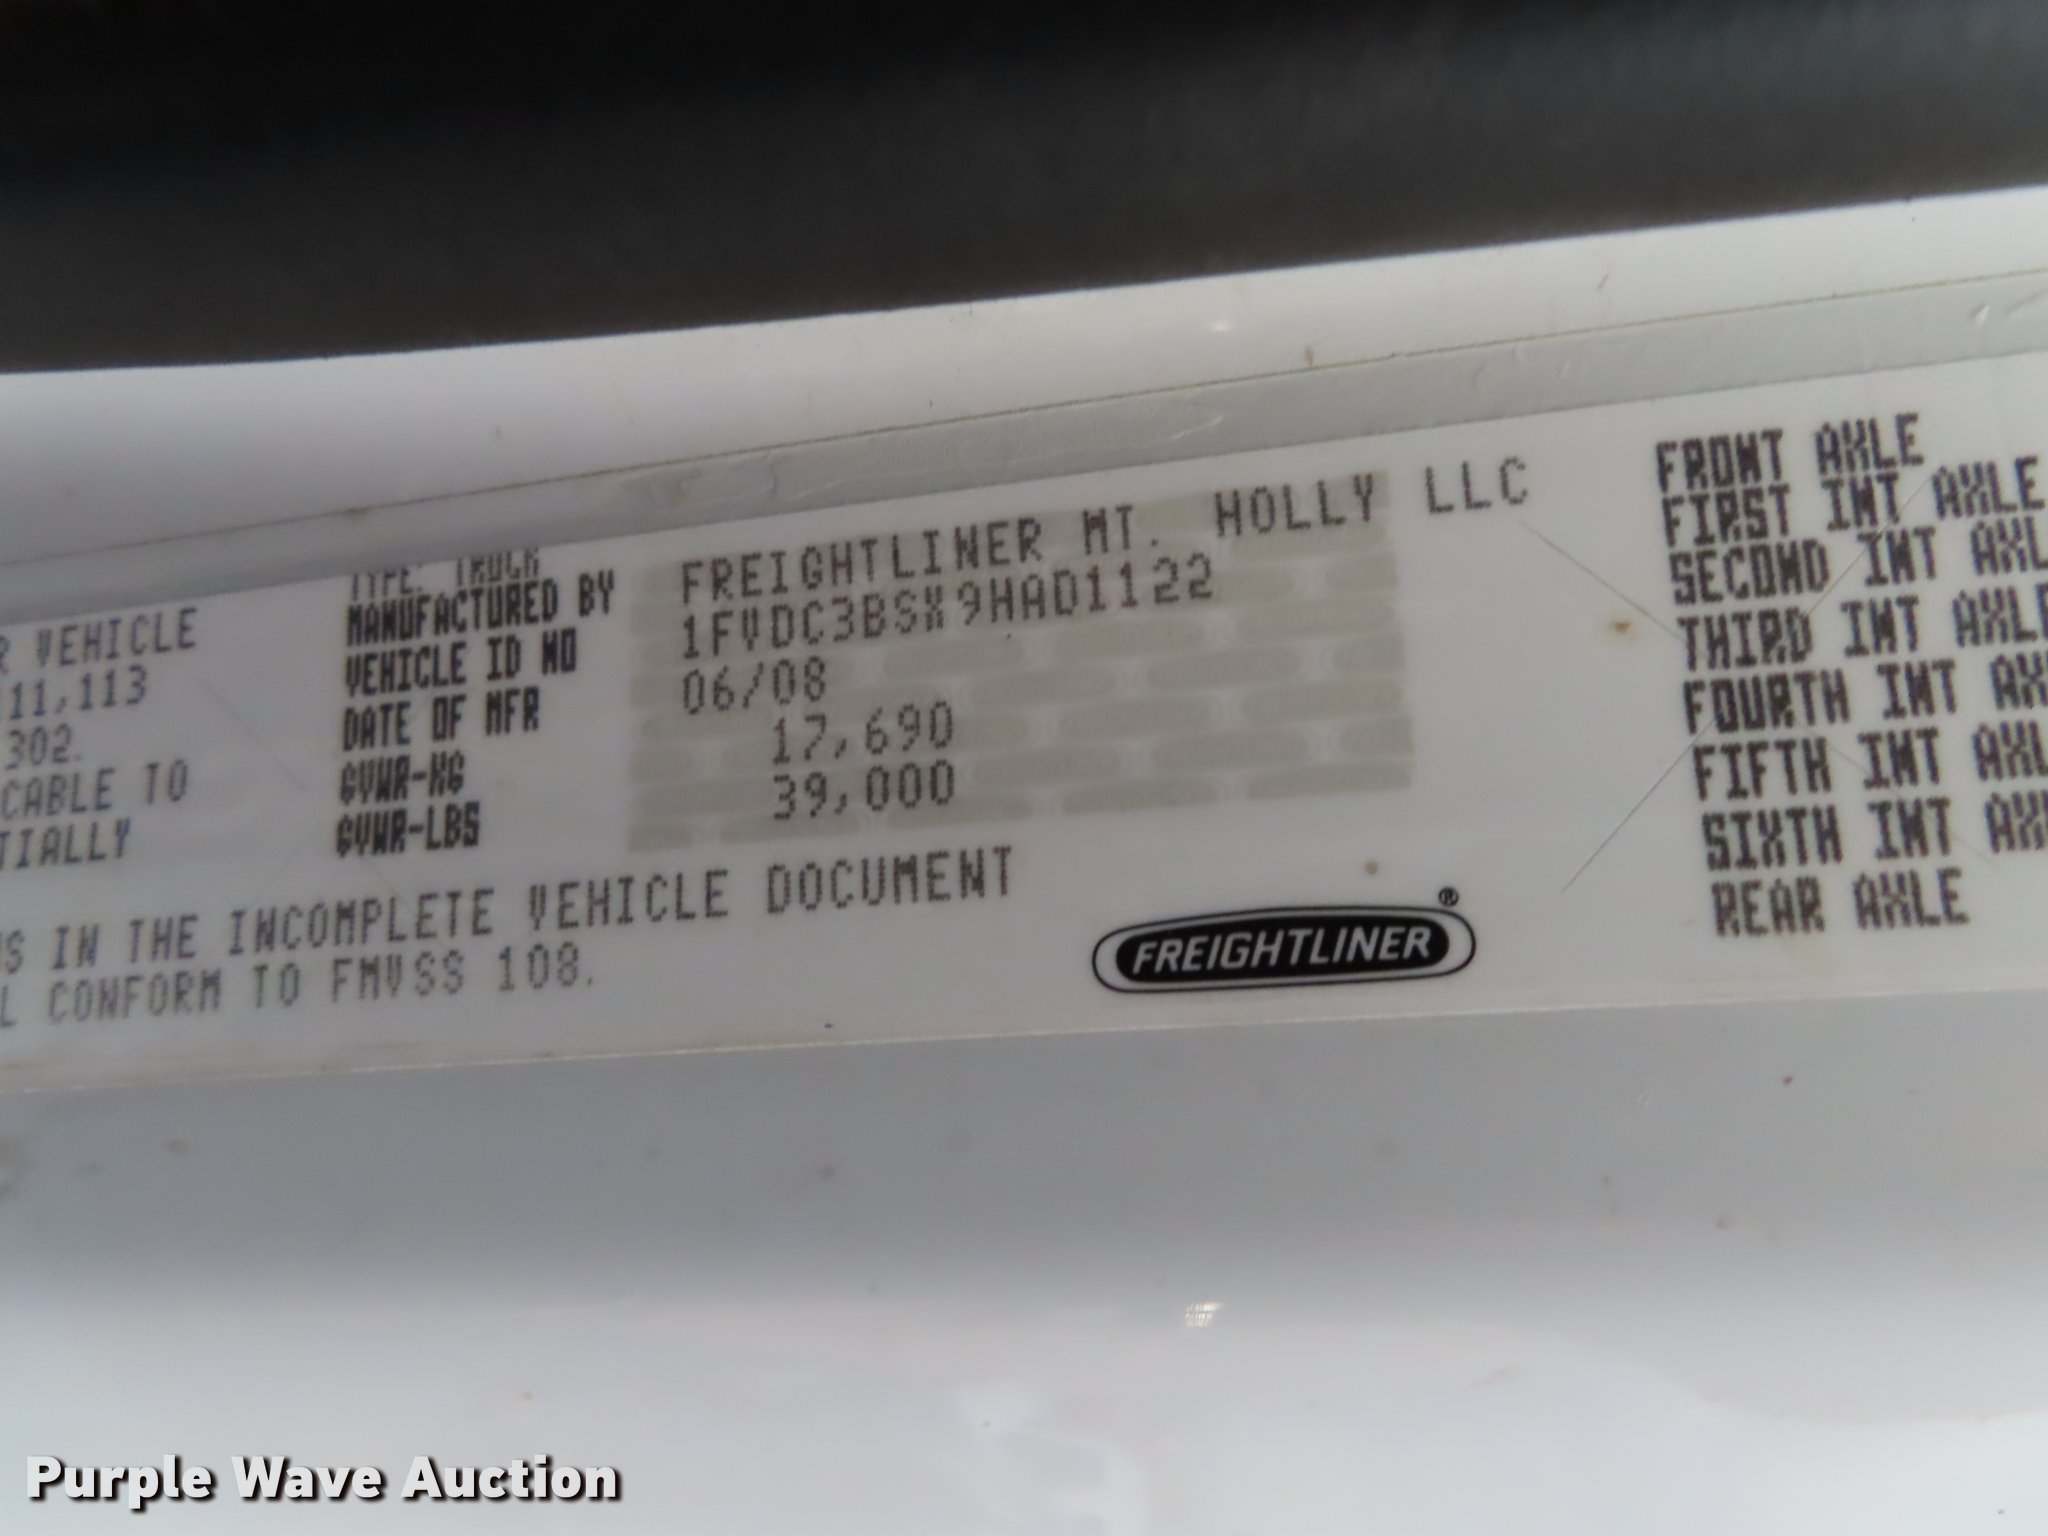 R VEHICLE
11,113
302.
CABLE TO
TIALLY
NS IN THE INCOMPLETE VEHICLE DOCUMENT
L CONFORM TO FMVSS 108.
TYPE: TRUCK
MANUFACTURED BY FREIGHTLINER MT. HOLLY LLC
VEHICLE ID NO 1FVDC3BSX9HAD1122
DATE OF MFR 06/08
GVWR-KG 17,690
GVWR-LBS 39,000
FREIGHTLINER®
FRONT AXLE
FIRST INT AXLE
SECOND INT AXL
THIRD INT AXLE
FOURTH INT AX
FIFTH INT AXL
SIXTH INT AX
REAR AXLE
Purple Wave Auction